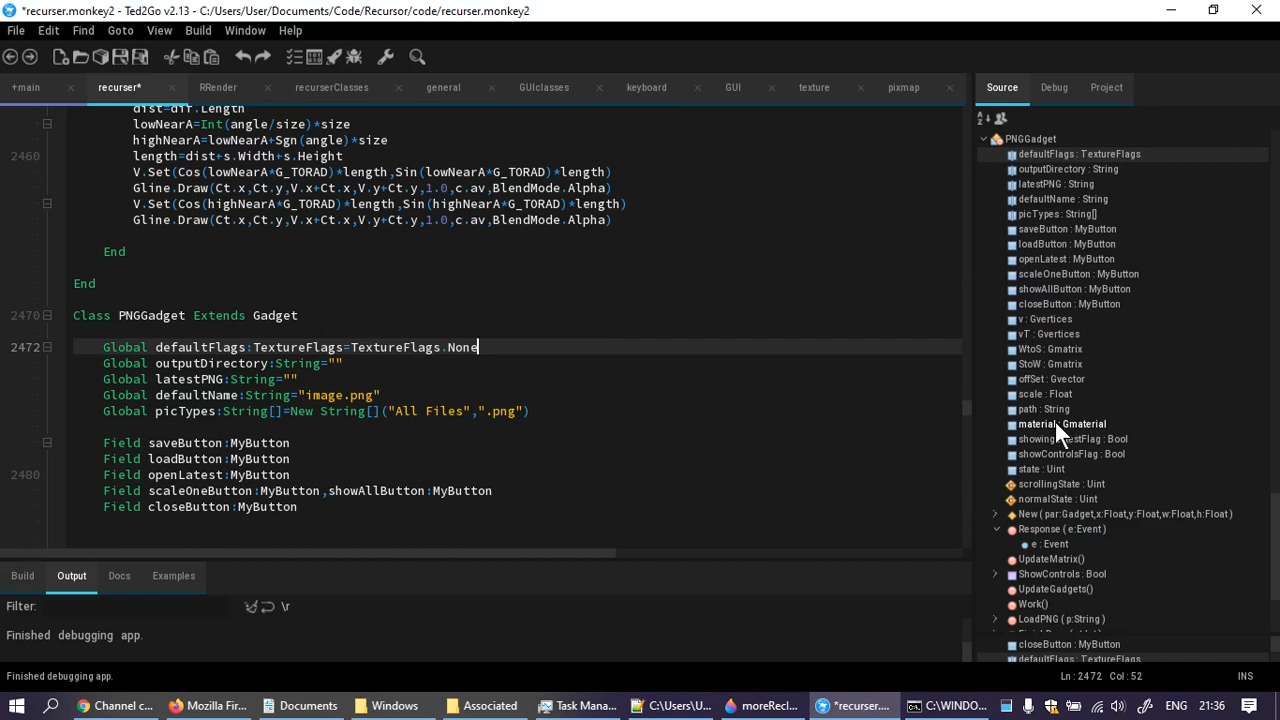 *recurser.monkey2 - Ted2Go v2.13 - C:/Users/User/Documents/Code/Recursor/code/recurser.monkey2
File Edit Find Goto View Build Window Help
+main recurser* RRender recurserClasses general GUIclasses keyboard GUI texture pixmap
Source Debug Project
dist=dif.Length
lowNearA=Int(angle/size)*size
highNearA=lowNearA+Sgn(angle)*size
2460 length=dist+s.Width+s.Height
V.Set(Cos(lowNearA*G_TORAD)*length,Sin(lowNearA*G_TORAD)*length)
Gline.Draw(Ct.x,Ct.y,V.x+Ct.x,V.y+Ct.y,1.0,c.av,BlendMode.Alpha)
V.Set(Cos(highNearA*G_TORAD)*length,Sin(highNearA*G_TORAD)*length)
Gline.Draw(Ct.x,Ct.y,V.x+Ct.x,V.y+Ct.y,1.0,c.av,BlendMode.Alpha)
End
End
2470 Class PNGGadget Extends Gadget
2472 Global defaultFlags:TextureFlags=TextureFlags.None
Global outputDirectory:String=""
Global latestPNG:String=""
Global defaultName:String="image.png"
Global picTypes:String[]=New String[]("All Files",".png")
Field saveButton:MyButton
Field loadButton:MyButton
2480 Field openLatest:MyButton
Field scaleOneButton:MyButton,showAllButton:MyButton
Field closeButton:MyButton
PNGGadget
defaultFlags : TextureFlags
outputDirectory : String
latestPNG : String
defaultName : String
picTypes : String[]
saveButton : MyButton
loadButton : MyButton
openLatest : MyButton
scaleOneButton : MyButton
showAllButton : MyButton
closeButton : MyButton
v : Gvertices
vT : Gvertices
WtoS : Gmatrix
StoW : Gmatrix
offSet : Gvector
scale : Float
path : String
material : Gmaterial
showing estFlag : Bool
showControlsFlag : Bool
state : Uint
scrollingState : Uint
normalState : Uint
New ( par:Gadget,x:Float,y:Float,w:Float,h:Float )
Response ( e:Event )
e : Event
UpdateMatrix()
ShowControls : Bool
UpdateGadgets()
Work()
LoadPNG ( p:String )
closeButton : MyButton
defaultFlags : TextureFlags
Build Output Docs Examples
Filter: \r
Finished debugging app.
Finished debugging app. Ln : 2472 Col : 52 INS
Channel c... Mozilla Fir... Documents Windows Associated Task Mana... C:\Users\U... moreRecl... *recurser.... C:\WINDO... ENG 21:36